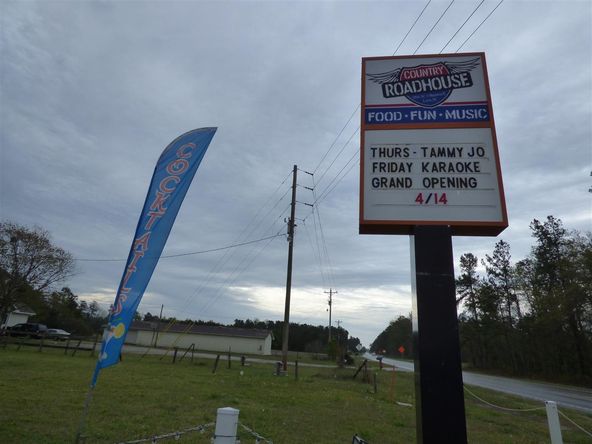 COUNTRY
ROADHOUSE
FOOD • FUN • MUSIC
THURS - TAMMY JO
FRIDAY KARAOKE
GRAND OPENING
4/14
COCKTAILS